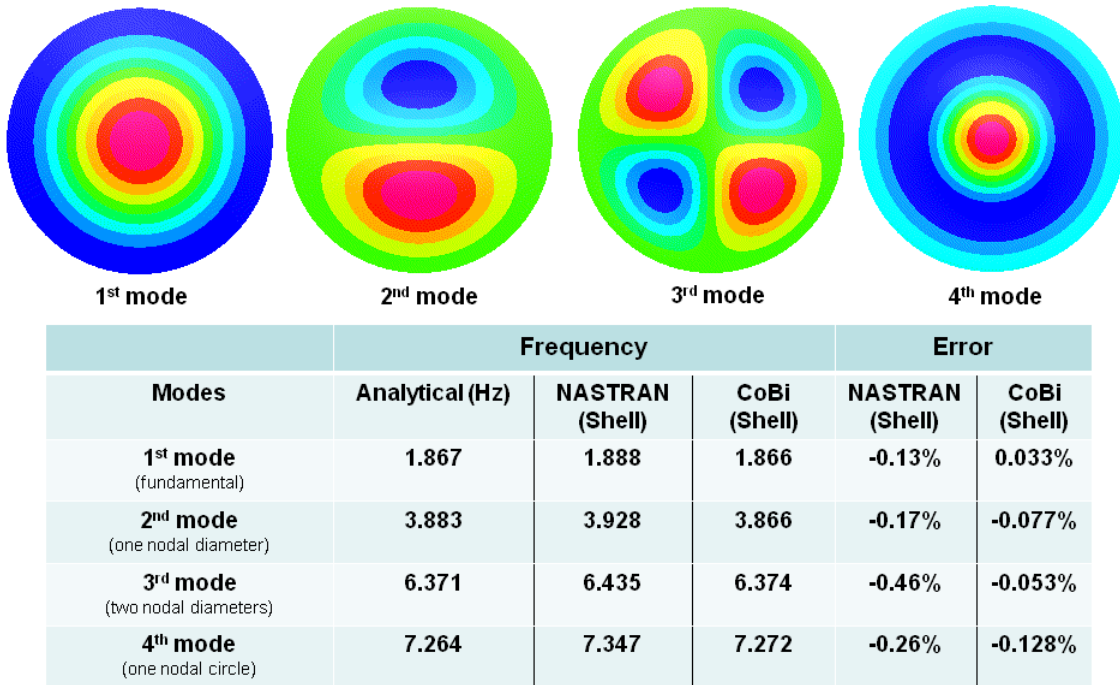 1st mode 2nd mode 3rd mode 4th mode
Frequency Error
Modes Analytical (Hz) NASTRAN (Shell) CoBi (Shell) NASTRAN (Shell) CoBi (Shell)
1st mode 1.867 1.888 1.866 -0.13% 0.033%
(fundamental)
2nd mode 3.883 3.928 3.866 -0.17% -0.077%
(one nodal diameter)
3rd mode 6.371 6.435 6.374 -0.46% -0.053%
(two nodal diameters)
4th mode 7.264 7.347 7.272 -0.26% -0.128%
(one nodal circle)